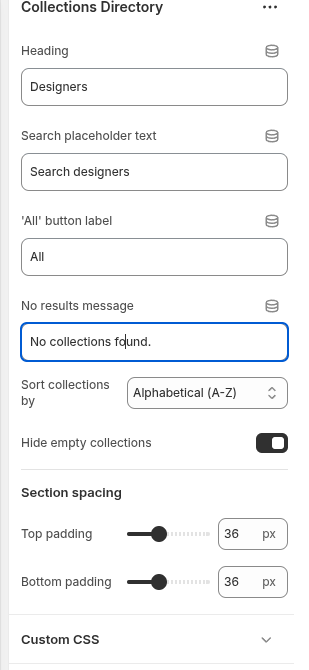 Collections Directory
Heading
Designers
Search placeholder text
Search designers
'All' button label
All
No results message
No collections found.
Sort collections
by
Alphabetical (A-Z)
Hide empty collections
Section spacing
Top padding
36 px
Bottom padding
36 px
Custom CSS